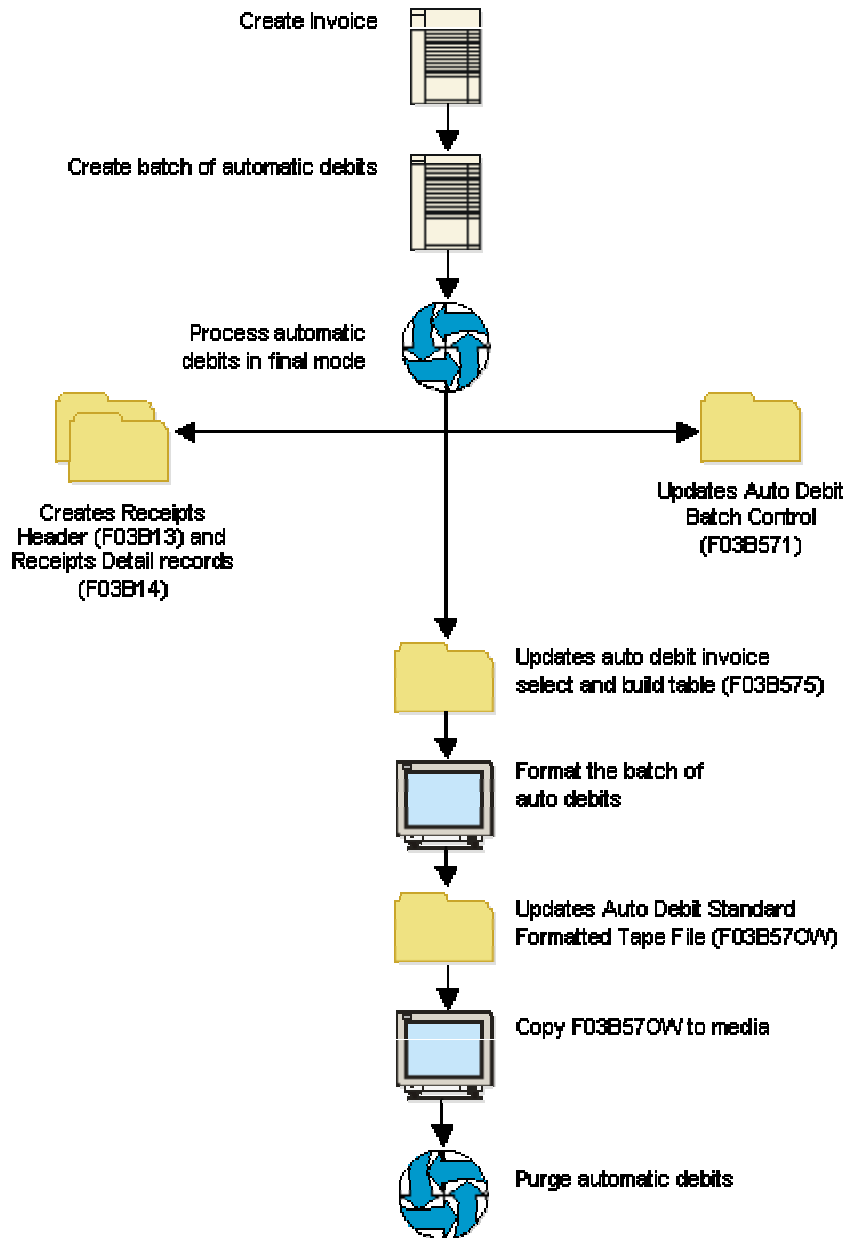 Create Invoice
Create batch of automatic debits
Process automatic
debits in final mode
Creates Receipts
Header (F03B13) and
Receipts Detail records
(F03B14)
Updates Auto Debit
Batch Control
(F03B571)
Updates auto debit invoice
select and build table (F03B575)
Format the batch of
auto debits
Updates Auto Debit Standard
Formatted Tape File (F03B57OW)
Copy F03B57OW to media
Purge automatic debits